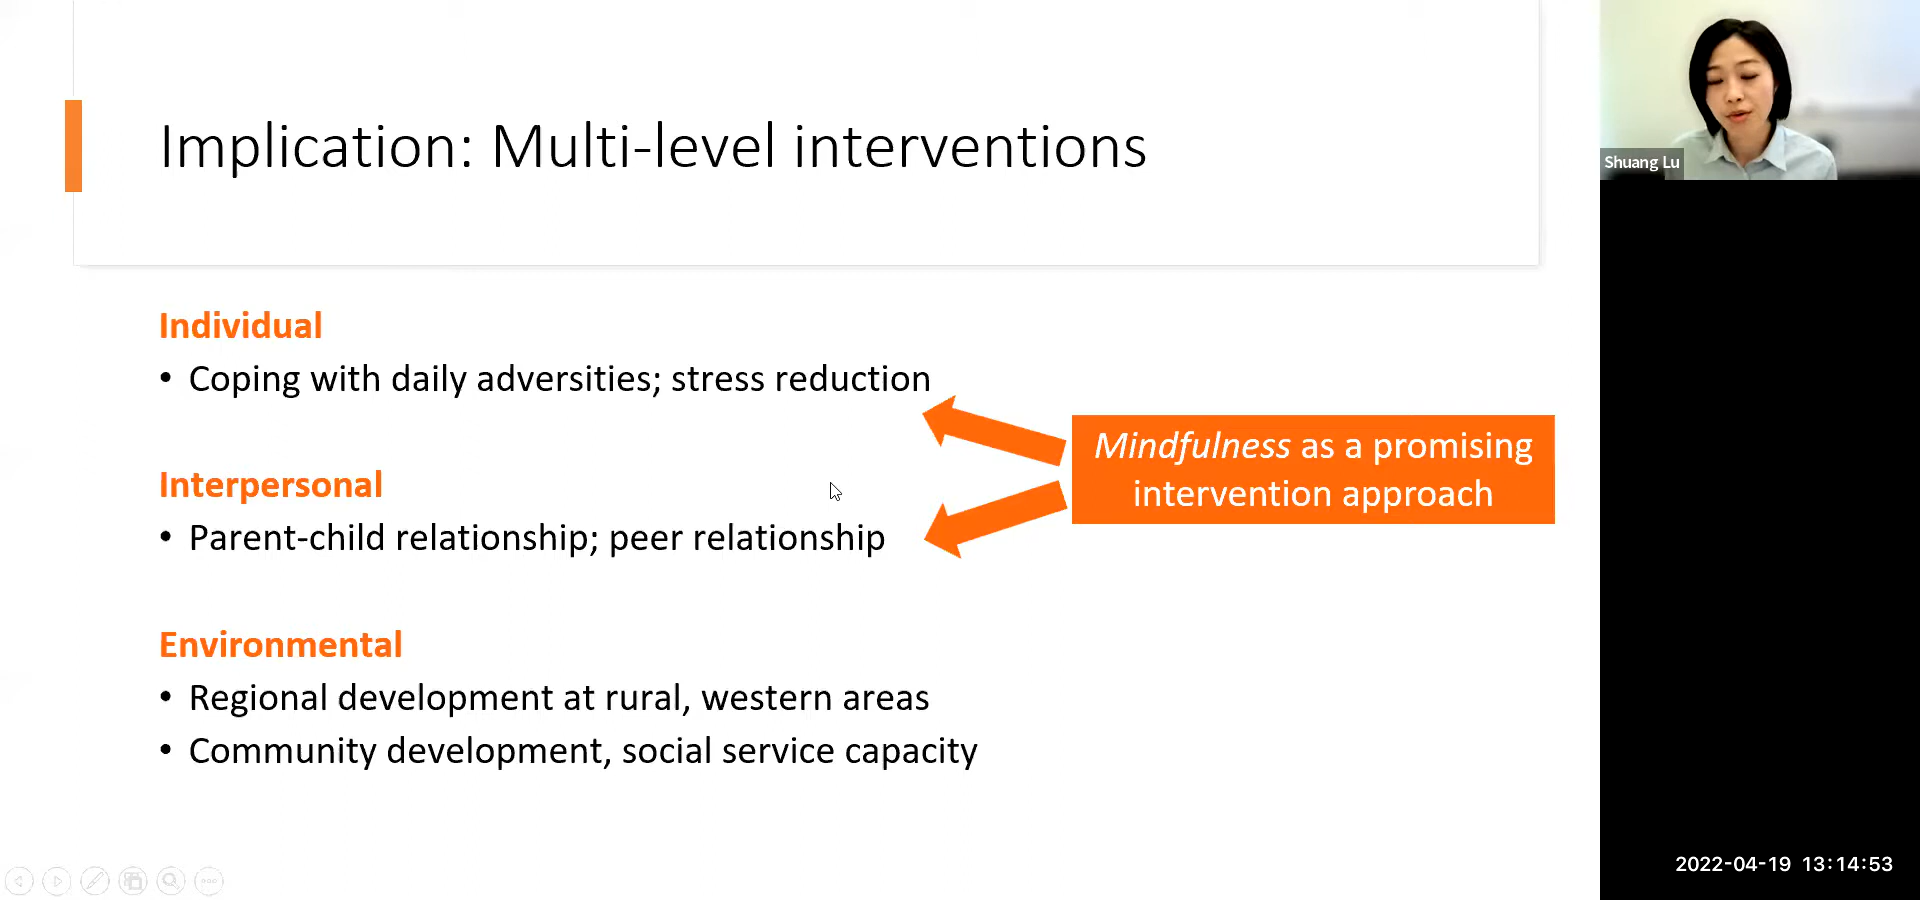 Implication: Multi-level interventions
Individual
• Coping with daily adversities; stress reduction
Interpersonal
• Parent-child relationship; peer relationship
Environmental
• Regional development at rural, western areas
• Community development, social service capacity
Mindfulness as a promising
intervention approach
Shuang Lu
2022-04-19 13:14:53